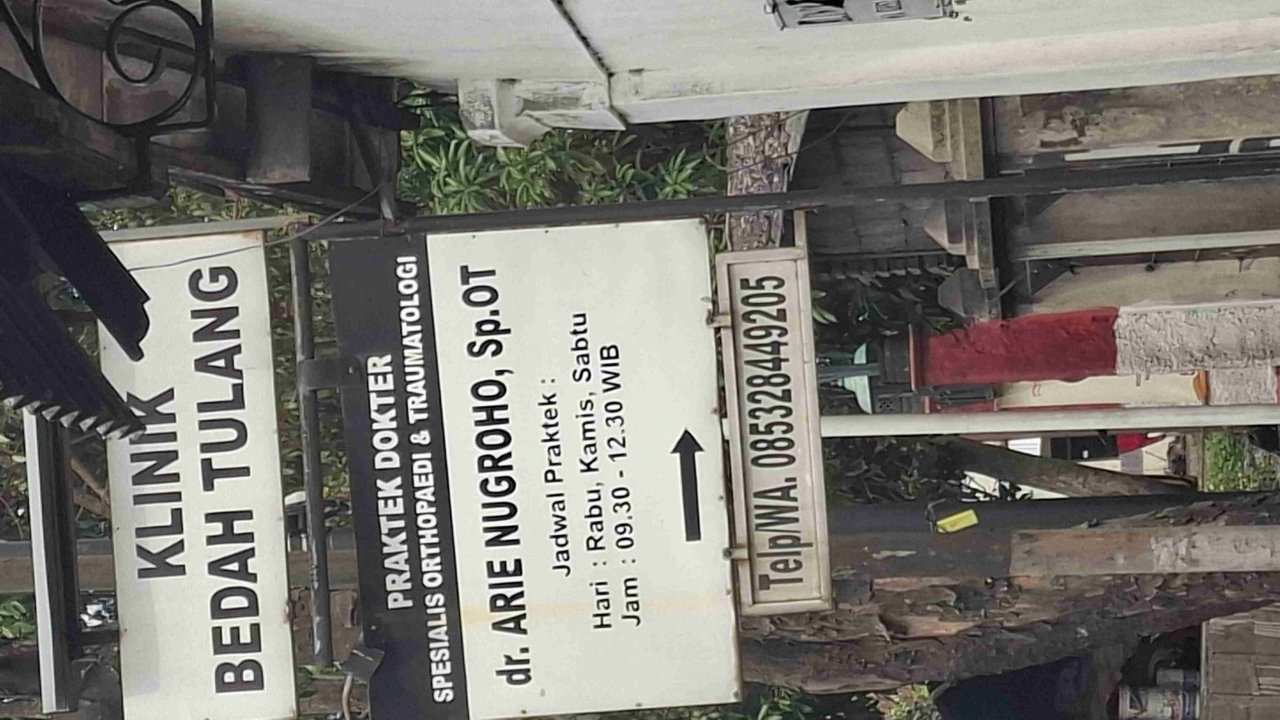 KLINIK
BEDAH TULANG
PRAKTEK DOKTER
SPESIALIS ORTHOPAEDI & TRAUMATOLOGI
dr. ARIE NUGROHO, Sp.OT
Jadwal Praktek :
Hari : Rabu, Kamis, Sabtu
Jam : 09.30 - 12.30 WIB
Telp/WA. 085328449205